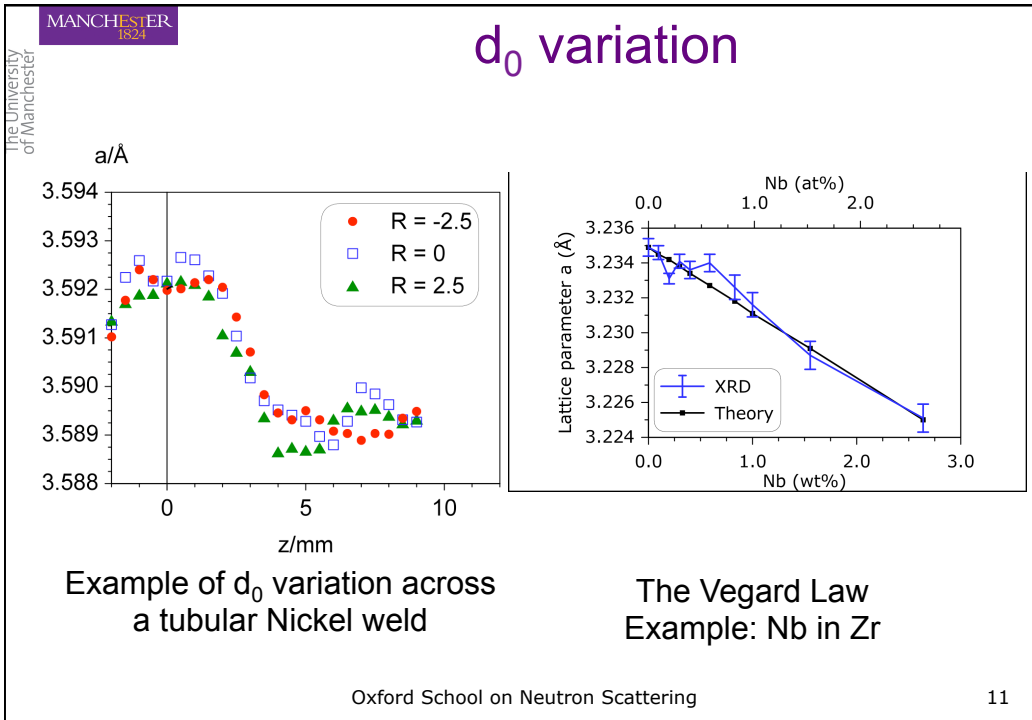 MANCHESTER
1824
The University
of Manchester
d₀ variation
a/Å
3.594
3.593
3.592
3.591
3.590
3.589
3.588
0
5
10
z/mm
R = -2.5
R = 0
R = 2.5
Example of d₀ variation across
a tubular Nickel weld
Nb (at%)
0.0 1.0 2.0
Lattice parameter a (Å)
3.236
3.234
3.232
3.230
3.228
3.226
3.224
XRD
Theory
0.0 1.0 2.0 3.0
Nb (wt%)
The Vegard Law
Example: Nb in Zr
Oxford School on Neutron Scattering
11